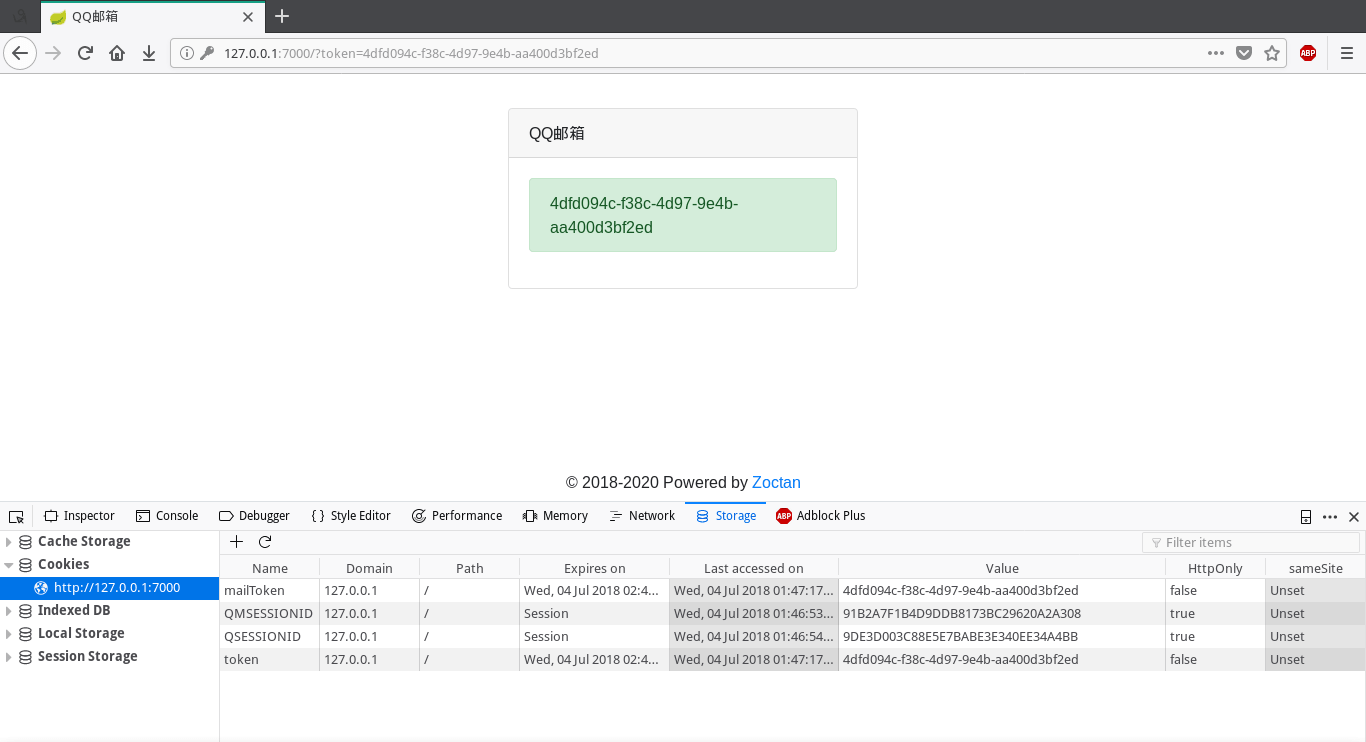 QQ邮箱
127.0.0.1:7000/?token=4dfd094c-f38c-4d97-9e4b-aa400d3bf2ed
ABP
QQ邮箱
4dfd094c-f38c-4d97-9e4b-
aa400d3bf2ed
© 2018-2020 Powered by Zoctan
Inspector Console Debugger { } Style Editor Performance Memory Network Storage ABP Adblock Plus
Cache Storage
Cookies
http://127.0.0.1:7000
Indexed DB
Local Storage
Session Storage
Filter items
Name Domain Path Expires on Last accessed on Value HttpOnly sameSite
mailToken 127.0.0.1 / Wed, 04 Jul 2018 02:4... Wed, 04 Jul 2018 01:47:17... 4dfd094c-f38c-4d97-9e4b-aa400d3bf2ed false Unset
QMSESSIONID 127.0.0.1 / Session Wed, 04 Jul 2018 01:46:53... 91B2A7F1B4D9DDB8173BC29620A2A308 true Unset
QSESSIONID 127.0.0.1 / Session Wed, 04 Jul 2018 01:46:54... 9DE3D003C88E5E7BABE3E340EE34A4BB true Unset
token 127.0.0.1 / Wed, 04 Jul 2018 02:4... Wed, 04 Jul 2018 01:47:17... 4dfd094c-f38c-4d97-9e4b-aa400d3bf2ed false Unset